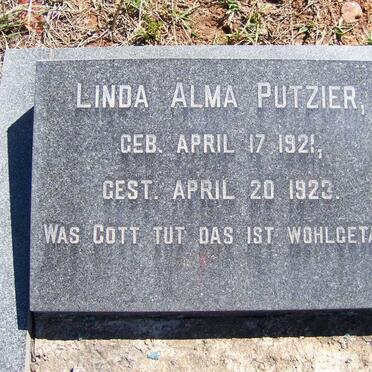 LINDA ALMA PUTZIER,
GEB. APRIL 17 1921,
GEST. APRIL 20 1923.
WAS GOTT TUT DAS IST WOHLGETA